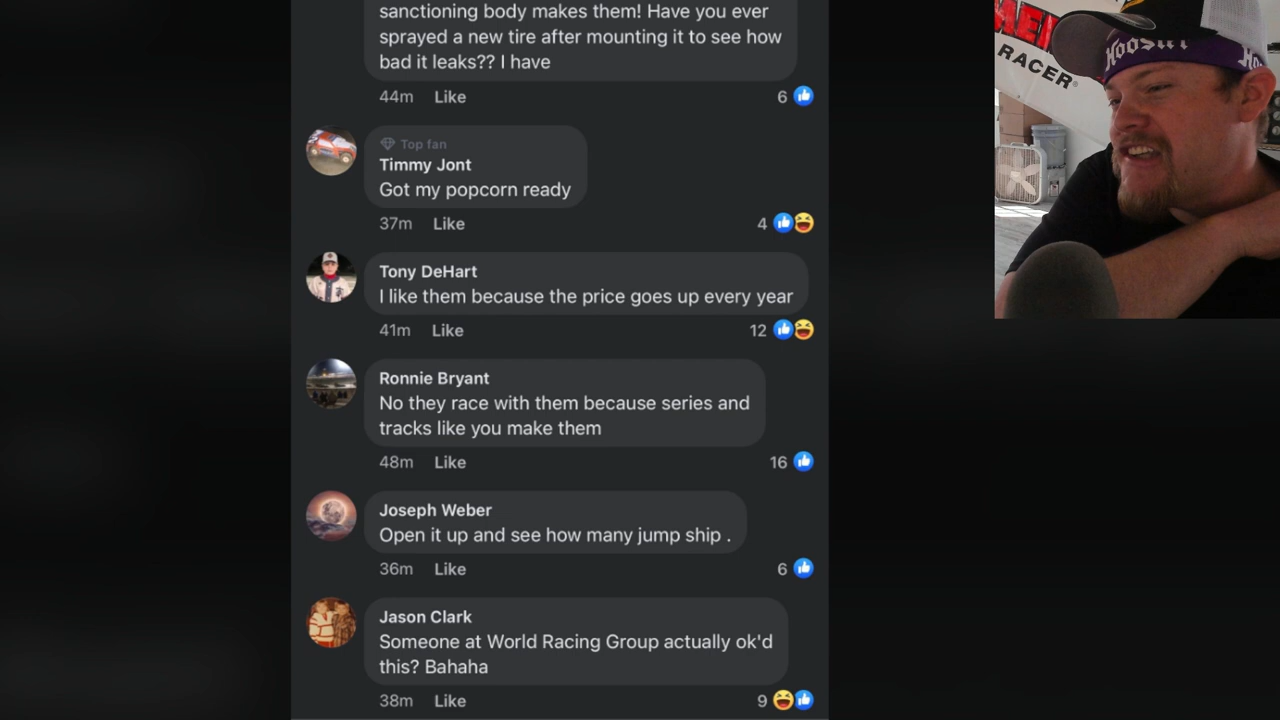 sanctioning body makes them! Have you ever
sprayed a new tire after mounting it to see how
bad it leaks?? I have
44m Like 6
Top fan
Timmy Jont
Got my popcorn ready
37m Like 4
Tony DeHart
I like them because the price goes up every year
41m Like 12
Ronnie Bryant
No they race with them because series and
tracks like you make them
48m Like 16
Joseph Weber
Open it up and see how many jump ship .
36m Like 6
Jason Clark
Someone at World Racing Group actually ok'd
this? Bahaha
38m Like 9
RACER